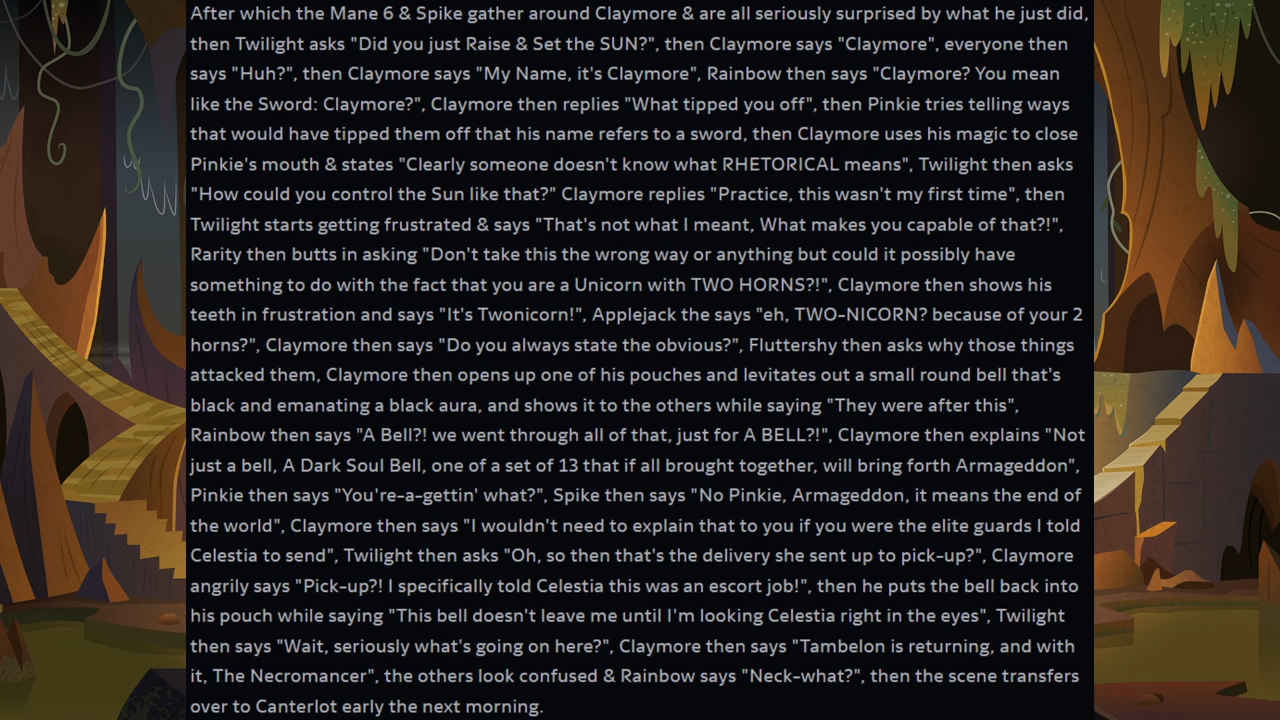 After which the Mane 6 & Spike gather around Claymore & are all seriously surprised by what he just did,
then Twilight asks "Did you just Raise & Set the SUN?", then Claymore says "Claymore", everyone then
says "Huh?", then Claymore says "My Name, it's Claymore", Rainbow then says "Claymore? You mean
like the Sword: Claymore?", Claymore then replies "What tipped you off", then Pinkie tries telling ways
that would have tipped them off that his name refers to a sword, then Claymore uses his magic to close
Pinkie's mouth & states "Clearly someone doesn't know what RHETORICAL means", Twilight then asks
"How could you control the Sun like that?" Claymore replies "Practice, this wasn't my first time", then
Twilight starts getting frustrated & says "That's not what I meant, What makes you capable of that?!",
Rarity then butts in asking "Don't take this the wrong way or anything but could it possibly have
something to do with the fact that you are a Unicorn with TWO HORNS?!", Claymore then shows his
teeth in frustration and says "It's Twonicorn!", Applejack the says "eh, TWO-NICORN? because of your 2
horns?", Claymore then says "Do you always state the obvious?", Fluttershy then asks why those things
attacked them, Claymore then opens up one of his pouches and levitates out a small round bell that's
black and emanating a black aura, and shows it to the others while saying "They were after this",
Rainbow then says "A Bell?! we went through all of that, just for A BELL?!", Claymore then explains "Not
just a bell, A Dark Soul Bell, one of a set of 13 that if all brought together, will bring forth Armageddon",
Pinkie then says "You're-a-gettin' what?", Spike then says "No Pinkie, Armageddon, it means the end of
the world", Claymore then says "I wouldn't need to explain that to you if you were the elite guards I told
Celestia to send", Twilight then asks "Oh, so then that's the delivery she sent up to pick-up?", Claymore
angrily says "Pick-up?! I specifically told Celestia this was an escort job!", then he puts the bell back into
his pouch while saying "This bell doesn't leave me until I'm looking Celestia right in the eyes", Twilight
then says "Wait, seriously what's going on here?", Claymore then says "Tambelon is returning, and with
it, The Necromancer", the others look confused & Rainbow says "Neck-what?", then the scene transfers
over to Canterlot early the next morning.